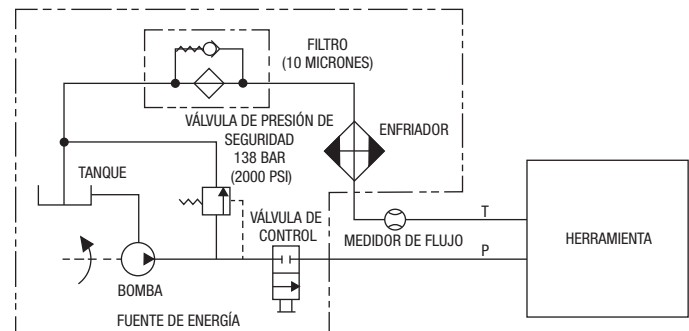 FILTRO
(10 MICRONES)
VÁLVULA DE PRESIÓN DE
SEGURIDAD
138 BAR
(2000 PSI)
ENFRIADOR
TANQUE
VÁLVULA DE
CONTROL
MEDIDOR DE FLUJO
T
P
HERRAMIENTA
BOMBA
FUENTE DE ENERGÍA